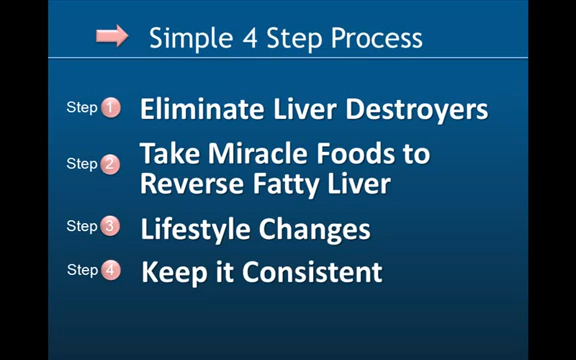 Simple 4 Step Process
Step 1 Eliminate Liver Destroyers
Step 2 Take Miracle Foods to
Reverse Fatty Liver
Step 3 Lifestyle Changes
Step 4 Keep it Consistent